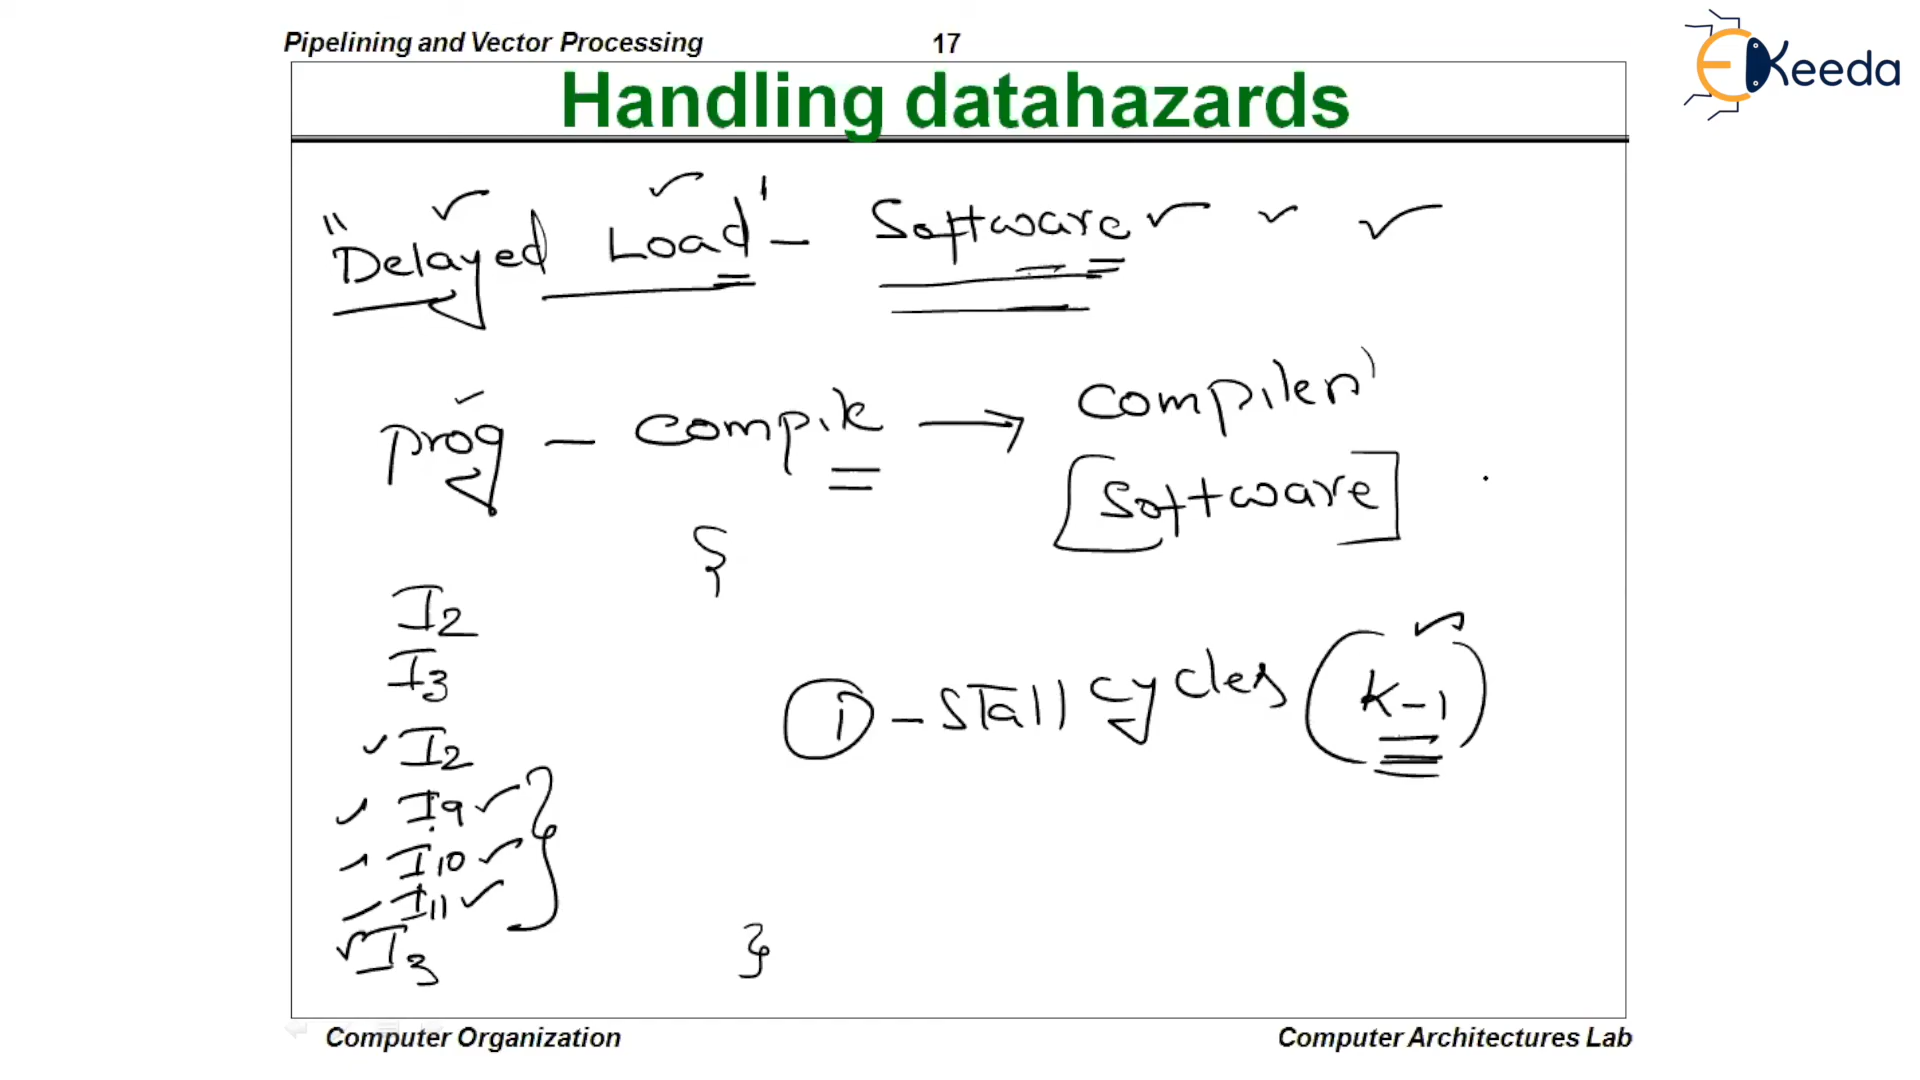 Pipelining and Vector Processing 17
EKeeda
Handling datahazards
"Delayed Load' - Software
prog - compile → compiler'
[Software]
{
I2
I3
I2
I9
I10
I11
I3
① - stall cycles (K-1)
}
Computer Organization Computer Architectures Lab